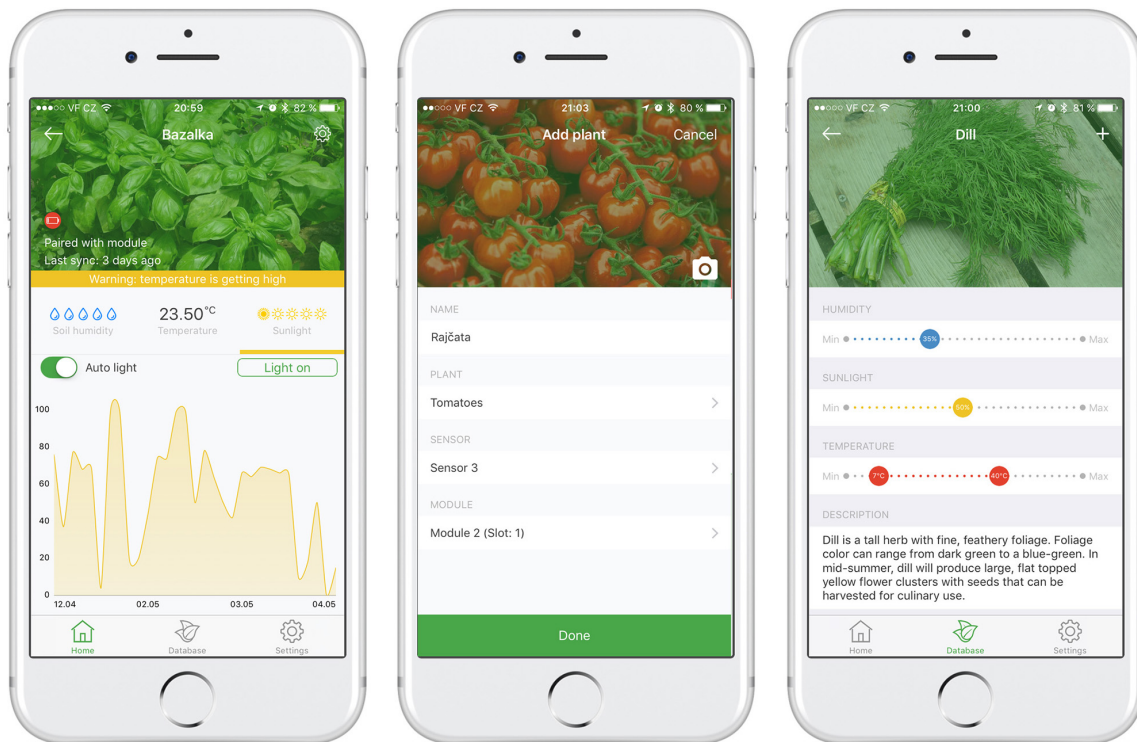 VF CZ 20:59 82 %
Bazalka
Paired with module
Last sync: 3 days ago
Warning: temperature is getting high
23.50°C
Soil humidity Temperature Sunlight
Auto light Light on
100
80
60
40
20
0
12.04 02.05 03.05 04.05
Home Database Settings
VF CZ 21:03 80 %
Add plant Cancel
NAME
Rajčata
PLANT
Tomatoes
SENSOR
Sensor 3
MODULE
Module 2 (Slot: 1)
Done
VF CZ 21:00 81 %
Dill +
HUMIDITY
Min 35% Max
SUNLIGHT
Min 50% Max
TEMPERATURE
Min 7°C 40°C Max
DESCRIPTION
Dill is a tall herb with fine, feathery foliage. Foliage
color can range from dark green to a blue-green. In
mid-summer, dill will produce large, flat topped
yellow flower clusters with seeds that can be
harvested for culinary use.
Home Database Settings